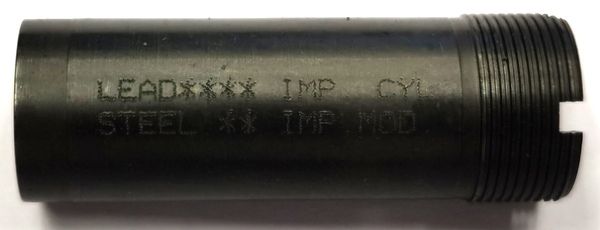 LEAD**** IMP CYL
STEEL ** IMP MOD